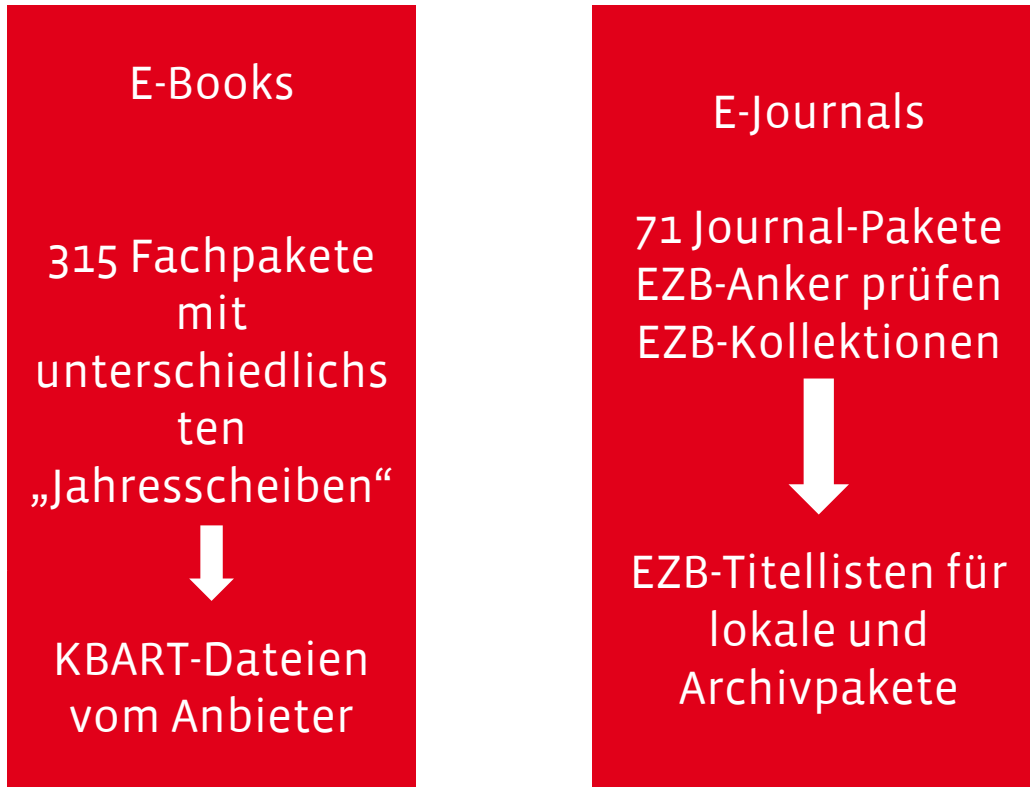 E-Books
315 Fachpakete
mit
unterschiedlichs
ten
„Jahresscheiben“
KBART-Dateien
vom Anbieter
E-Journals
71 Journal-Pakete
EZB-Anker prüfen
EZB-Kollektionen
EZB-Titellisten für
lokale und
Archivpakete